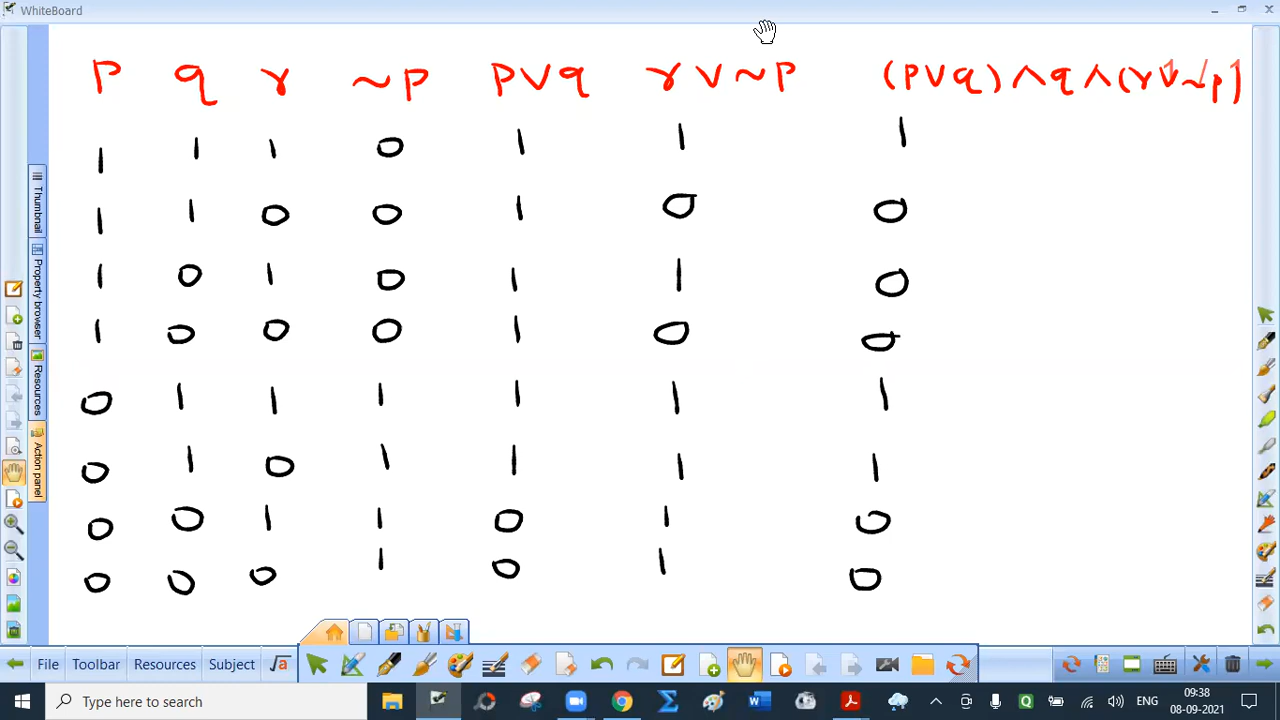 WhiteBoard
P q r ~p p∨q r∨~p (p∨q)∧q∧(r∨~p)
1 1 1 0 1 1 1
1 1 0 0 1 0 0
1 0 1 0 1 1 0
1 0 0 0 1 0 0
0 1 1 1 1 1 1
0 1 0 1 1 1 1
0 0 1 1 0 1 0
0 0 0 1 0 1 0
Thumbnail
Property browser
Resources
Action panel
File Toolbar Resources Subject √a
Type here to search
ENG
09:38
08-09-2021